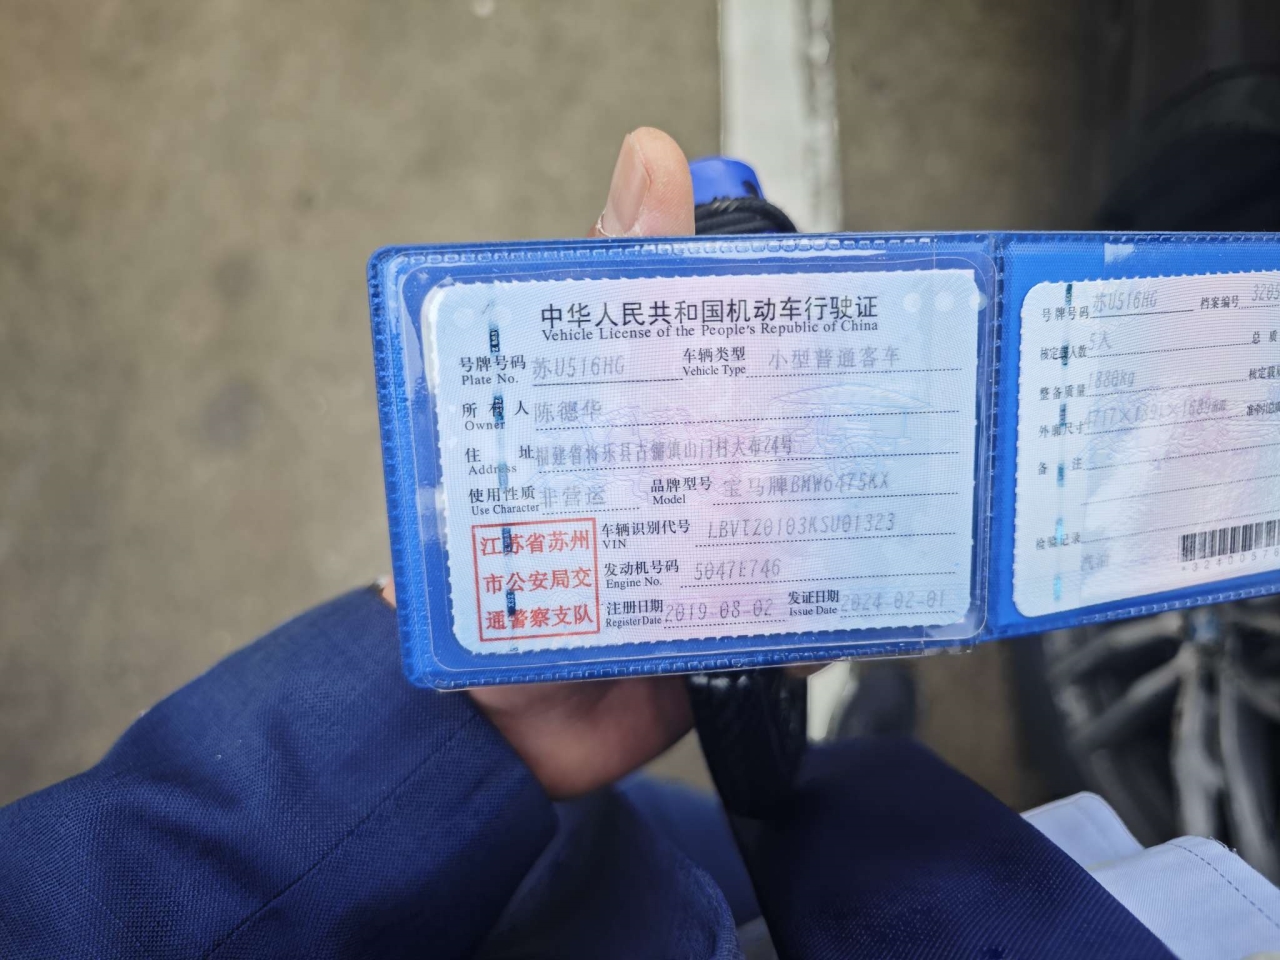 中华人民共和国机动车行驶证
Vehicle License of the People's Republic of China
号牌号码 苏U516HG 车辆类型 小型普通客车
Plate No. Vehicle Type
所有人 陈德华
Owner
住址 福建省将乐县古镛镇山门村大布24号
Address
使用性质 非营运 品牌型号 宝马牌BMW6475KX
Use Character Model
江苏省苏州
市公安局交
通警察支队
车辆识别代号
VIN
发动机号码 5047E746
Engine No.
注册日期 2019-08-02 发证日期 2024-02-01
Register Date Issue Date
号牌号码 苏U516HG 档案编号
核定载人数 5人 总质
整备质量 1880kg 核定载
外廓尺寸
备注
检验记录
汽油